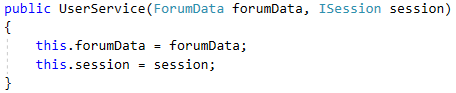 public UserService(ForumData forumData, ISession session)
{
    this.forumData = forumData;
    this.session = session;
}